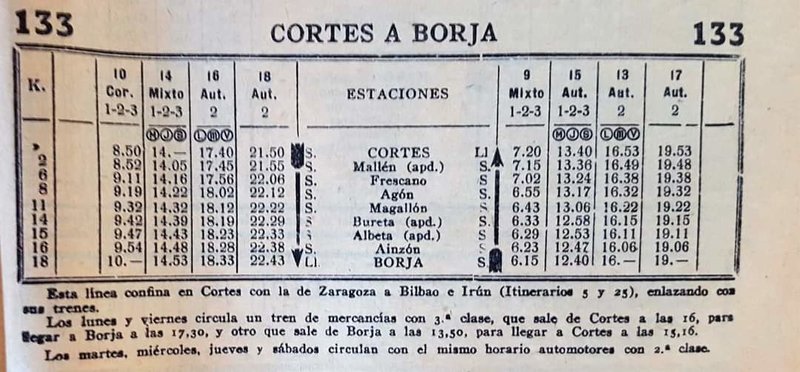 133 CORTES A BORJA 133
K. 10 14 16 18 ESTACIONES 9 15 13 17
Cor. Mixto Aut. Aut. Mixto Aut. Aut. Aut.
1-2-3 1-2-3 2 2 1-2-3 1-2-3 2 2
ⓂⒿⓈ ⓁⓜⓋ ⓂⒿⓈ ⓁⓜⓋ
» 8.50 14.— 17.40 21.50 S. CORTES Ll 7.20 13.40 16.53 19.53
2 8.52 14.05 17.45 21.55 S. Mallén (apd.) S. 7.15 13.36 16.49 19.48
6 9.11 14.16 17.56 22.06 S. Frescano S 7.02 13.24 16.38 19.38
8 9.19 14.22 18.02 22.12 S. Agón S. 6.55 13.17 16.32 19.32
11 9.32 14.32 18.12 22.22 S. Magallón S 6.43 13.06 16.22 19.22
14 9.42 14.39 18.19 22.29 S. Bureta (apd.) S 6.33 12.58 16.15 19.15
15 9.47 14.43 18.23 22.33 S. Albeta (apd.) S. 6.29 12.53 16.11 19.11
16 9.54 14.48 18.28 22.38 S. Ainzón S. 6.23 12.47 16.06 19.06
18 10.— 14.53 18.33 22.43 Ll. BORJA S. 6.15 12.40 16.— 19.—
Esta línea confina en Cortes con la de Zaragoza a Bilbao e Irún (Itinerarios 5 y 25), enlazando con
sus trenes.
Los lunes y viernes circula un tren de mercancías con 3.ª clase, que sale de Cortes a las 16, para
llegar a Borja a las 17,30, y otro que sale de Borja a las 13,50, para llegar a Cortes a las 15,16.
Los martes, miércoles, jueves y sábados circulan con el mismo horario automotores con 2.ª clase.